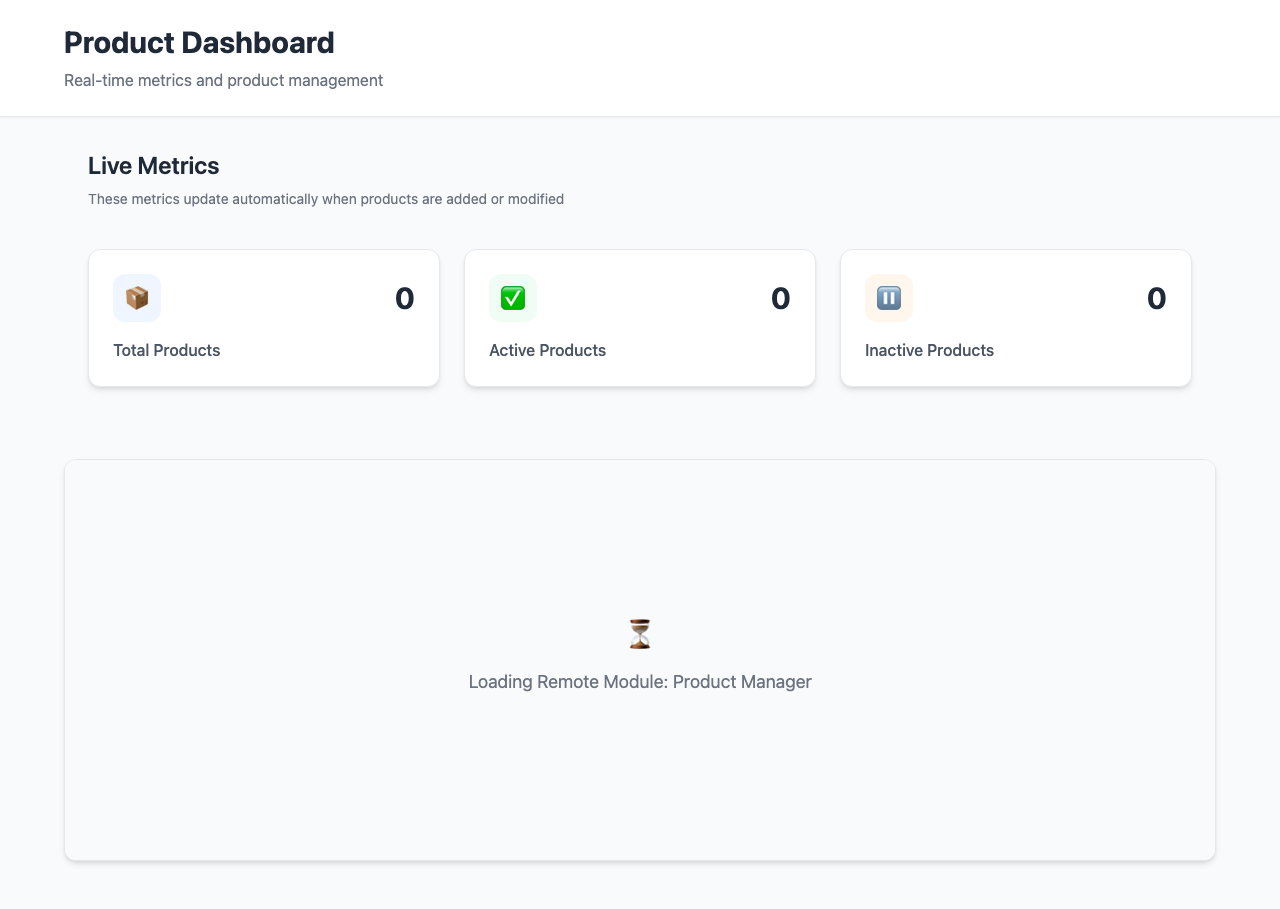 Product Dashboard
Real-time metrics and product management
Live Metrics
These metrics update automatically when products are added or modified
0
Total Products
0
Active Products
0
Inactive Products
Loading Remote Module: Product Manager